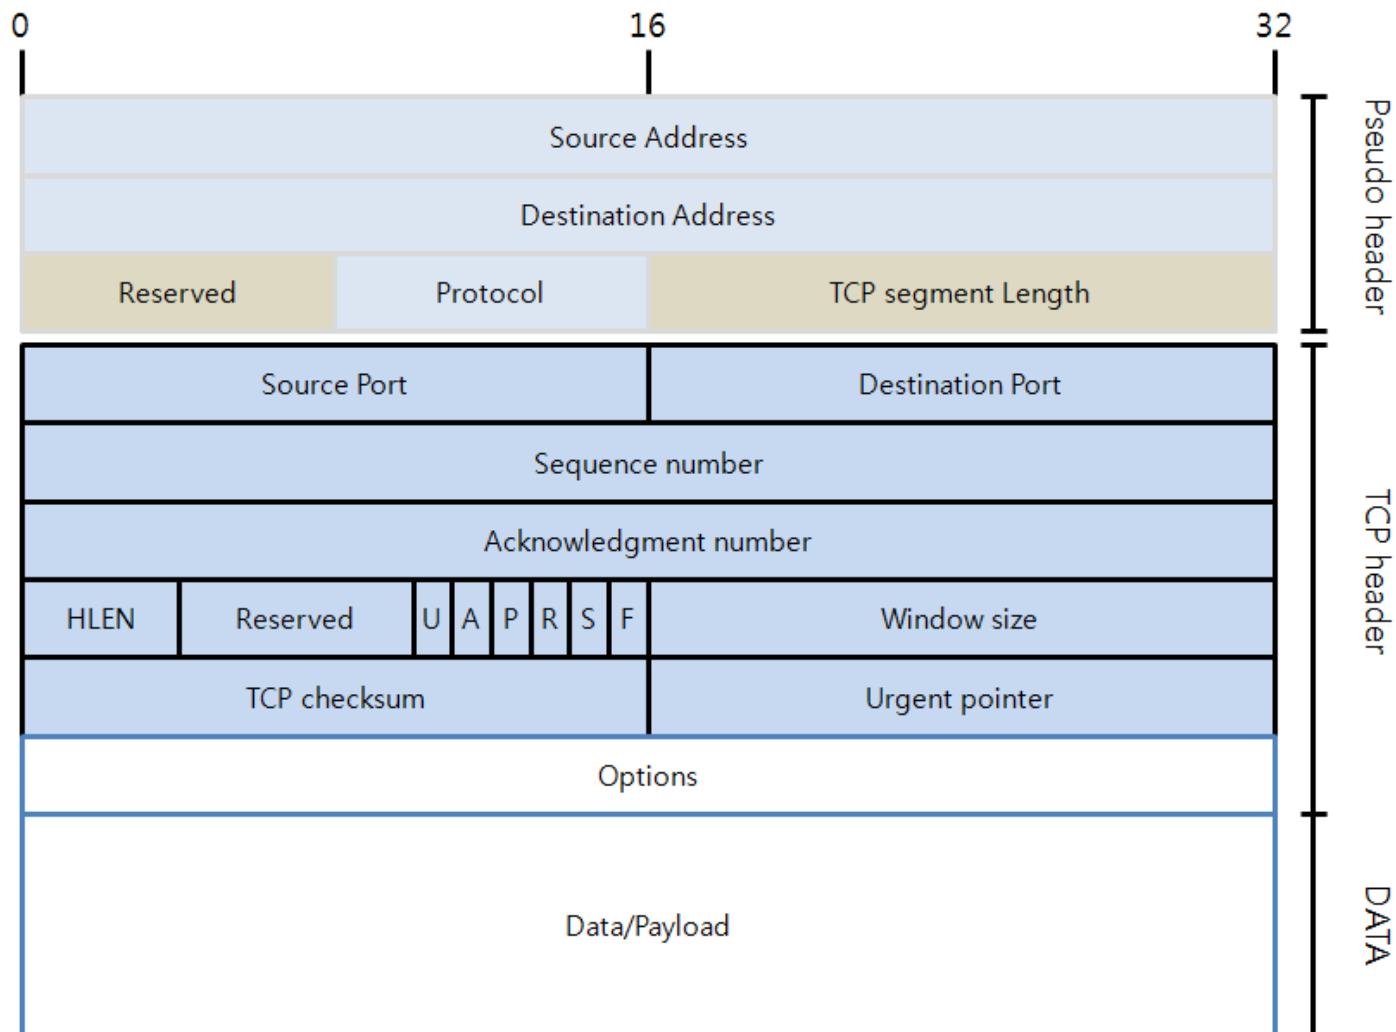 0 16 32
Source Address
Destination Address
Reserved Protocol TCP segment Length
Pseudo header
Source Port Destination Port
Sequence number
Acknowledgment number
HLEN Reserved U A P R S F Window size
TCP checksum Urgent pointer
Options
TCP header
Data/Payload
DATA